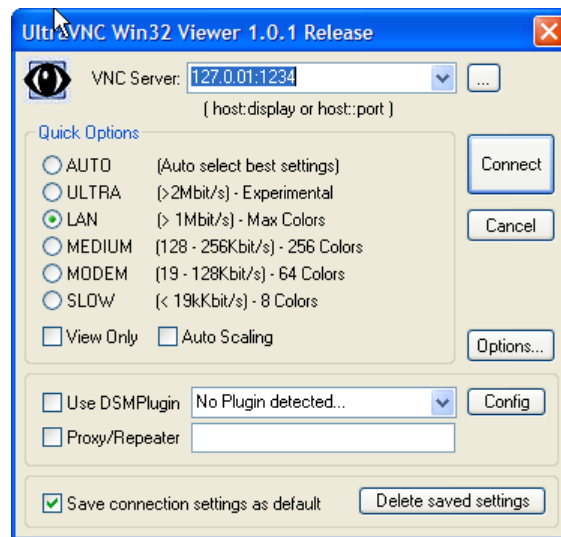 UltraVNC Win32 Viewer 1.0.1 Release
VNC Server: 127.0.01:1234 ...
( host:display or host::port )
Quick Options
AUTO (Auto select best settings)
ULTRA (>2Mbit/s) - Experimental
LAN (> 1Mbit/s) - Max Colors
MEDIUM (128 - 256Kbit/s) - 256 Colors
MODEM (19 - 128Kbit/s) - 64 Colors
SLOW (< 19kKbit/s) - 8 Colors
View Only Auto Scaling
Connect
Cancel
Options...
Use DSMPlugin No Plugin detected... Config
Proxy/Repeater
Save connection settings as default Delete saved settings